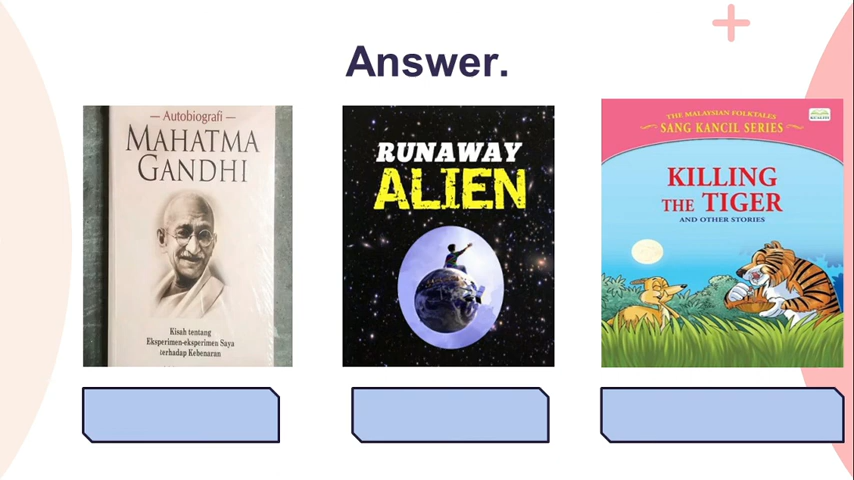 Answer.
— Autobiografi —
MAHATMA
GANDHI
Kisah tentang
Eksperimen-eksperimen Saya
terhadap Kebenaran
RUNAWAY
ALIEN
THE MALAYSIAN FOLKTALES
SANG KANCIL SERIES
KILLING
THE TIGER
AND OTHER STORIES